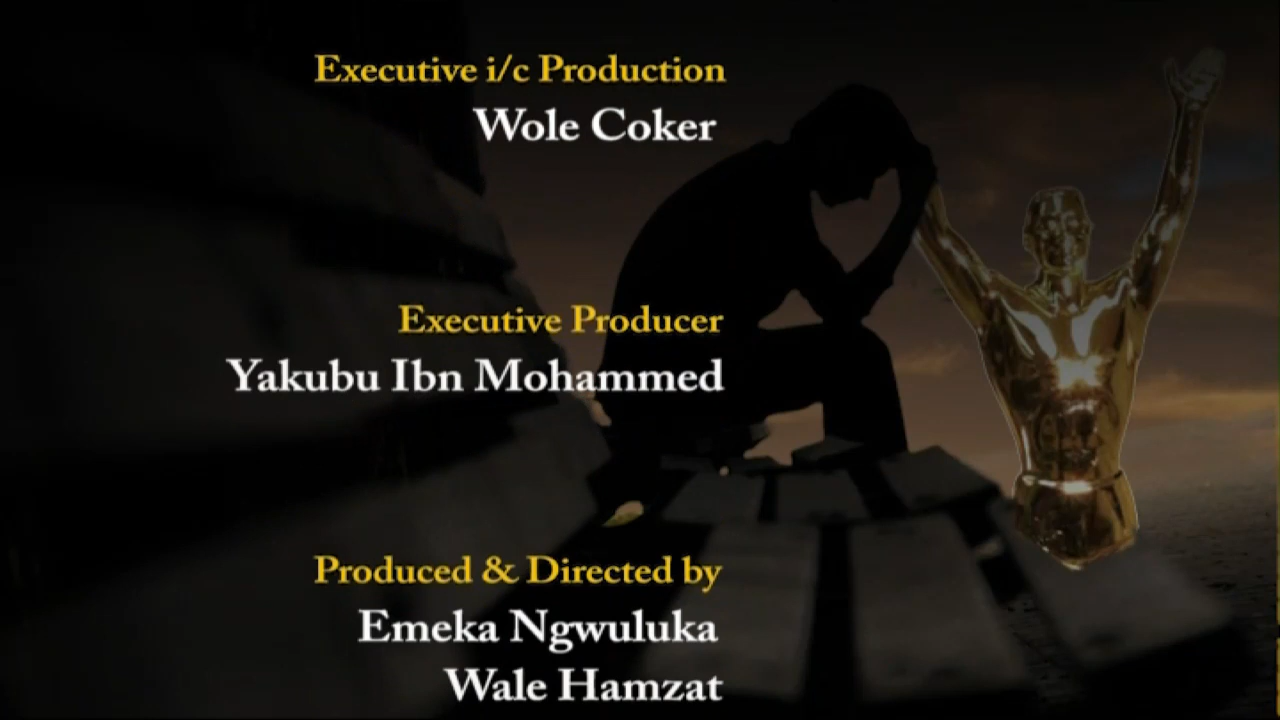 Executive i/c Production
Wole Coker
Executive Producer
Yakubu Ibn Mohammed
Produced & Directed by
Emeka Ngwuluka
Wale Hamzat